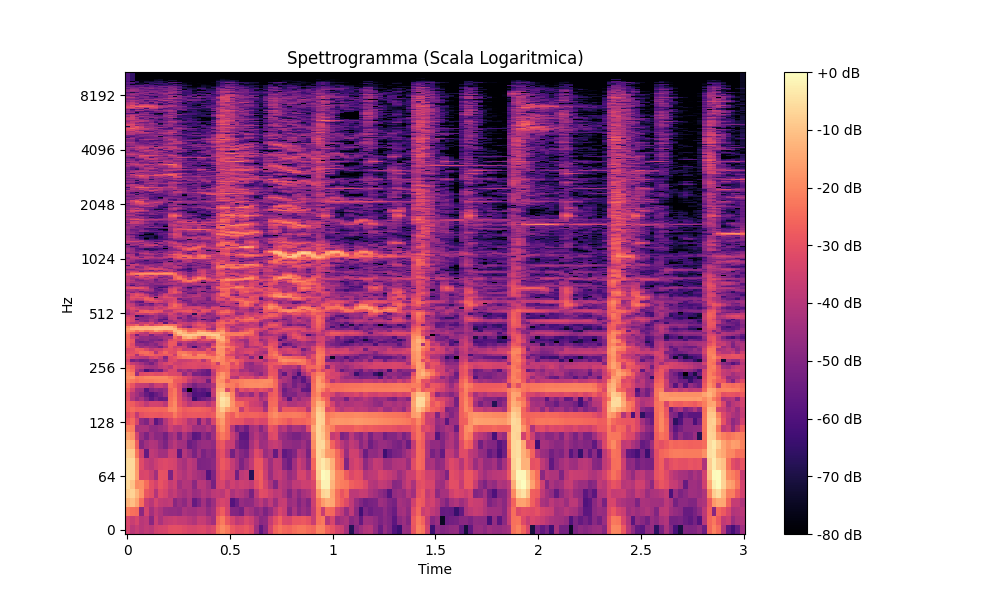 Spettrogramma (Scala Logaritmica)
Hz
8192
4096
2048
1024
512
256
128
64
0
0
0.5
1
1.5
2
2.5
3
Time
+0 dB
-10 dB
-20 dB
-30 dB
-40 dB
-50 dB
-60 dB
-70 dB
-80 dB